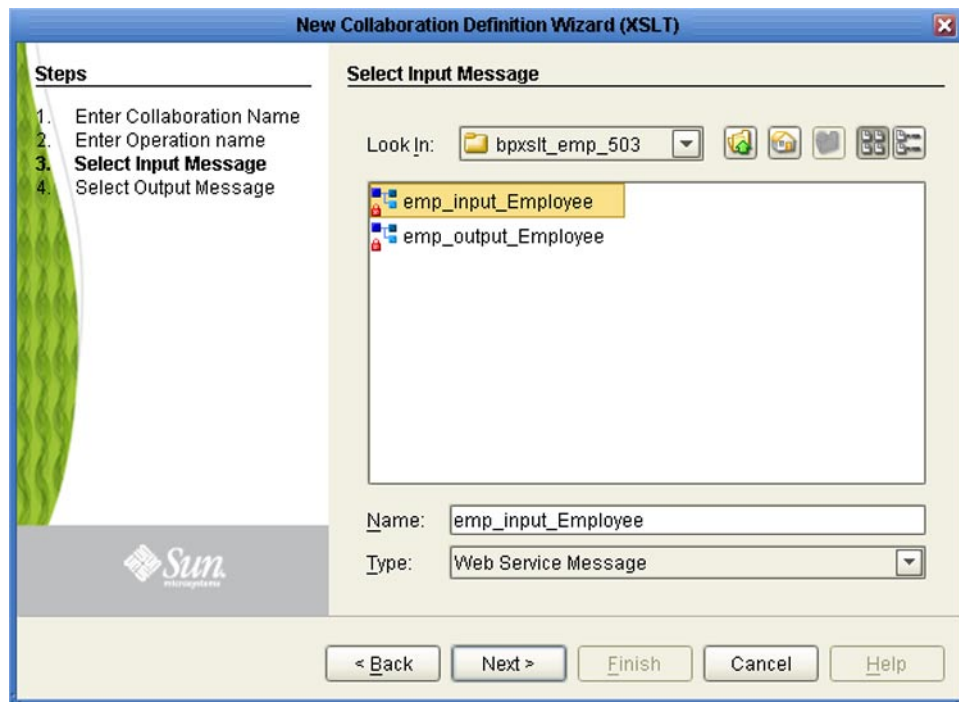 New Collaboration Definition Wizard (XSLT)
Steps
1. Enter Collaboration Name
2. Enter Operation name
3. Select Input Message
4. Select Output Message
Sun
microsystems
Select Input Message
Look In: bpxslt_emp_503
emp_input_Employee
emp_output_Employee
Name: emp_input_Employee
Type: Web Service Message
< Back Next > Finish Cancel Help